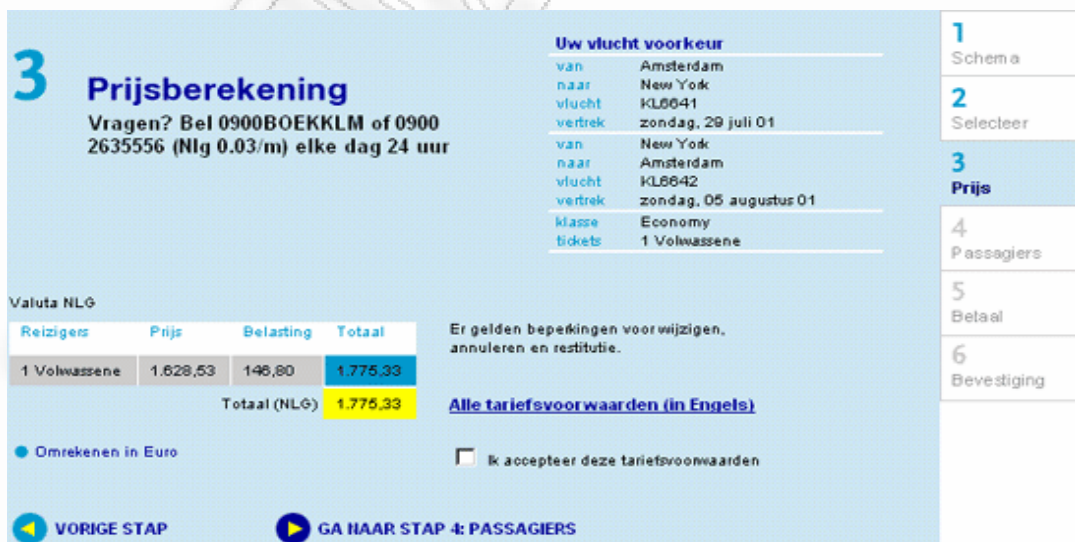 3
Prijsberekening
Vragen? Bel 0900BOEKKLM of 0900
2635556 (Nlg 0.03/m) elke dag 24 uur
Uw vlucht voorkeur
van Amsterdam
naar New York
vlucht KL6641
vertrek zondag, 29 juli 01
van New York
naar Amsterdam
vlucht KL6642
vertrek zondag, 05 augustus 01
klasse Economy
tickets 1 Volwassene
1
Schema
2
Selecteer
3
Prijs
4
Passagiers
5
Betaal
6
Bevestiging
Valuta NLG
Reizigers Prijs Belasting Totaal
1 Volwassene 1.628,53 146,80 1.775,33
Totaal (NLG) 1.775,33
Omrekenen in Euro
Er gelden beperkingen voor wijzigen,
annuleren en restitutie.
Alle tariefsvoorwaarden (in Engels)
Ik accepteer deze tariefsvoorwaarden
VORIGE STAP
GA NAAR STAP 4: PASSAGIERS